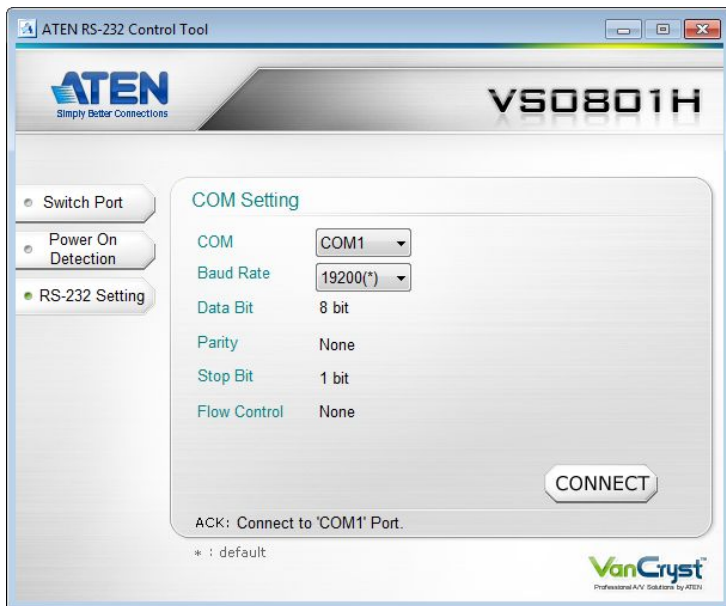 ATEN RS-232 Control Tool
ATEN
Simply Better Connections
VS0801H
Switch Port
Power On
Detection
RS-232 Setting
COM Setting
COM COM1
Baud Rate 19200(*)
Data Bit 8 bit
Parity None
Stop Bit 1 bit
Flow Control None
CONNECT
ACK: Connect to 'COM1' Port.
* : default
VanCryst™
Professional A/V Solutions by ATEN